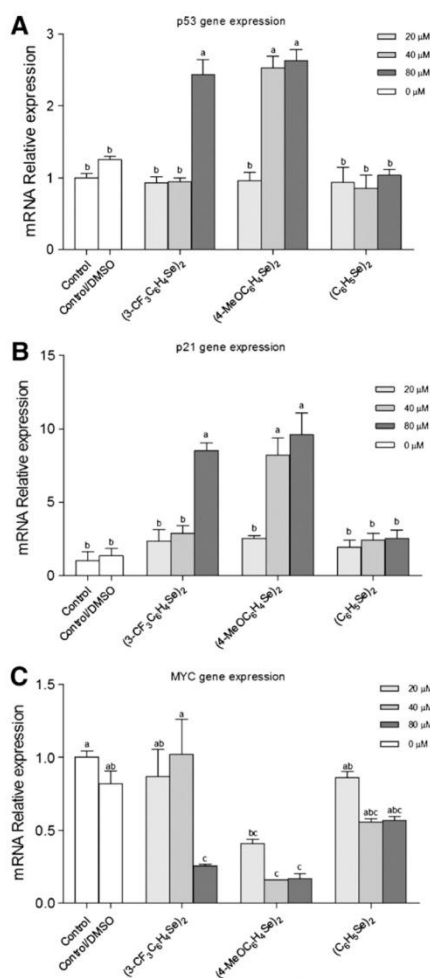 A
p53 gene expression
mRNA Relative expression
3
2
1
0
b
b
b
b
a
b
a
a
b
b
b
20 µM
40 µM
80 µM
0 µM
Control
Control/DMSO
(3-CF₃C₆H₄Se)₂
(4-MeOC₆H₄Se)₂
(C₆H₅Se)₂
B
p21 gene expression
mRNA Relative expression
15
10
5
0
b
b
b
b
a
b
a
a
b
b
b
20 µM
40 µM
80 µM
0 µM
Control
Control/DMSO
(3-CF₃C₆H₄Se)₂
(4-MeOC₆H₄Se)₂
(C₆H₅Se)₂
C
MYC gene expression
mRNA Relative expression
1.5
1.0
0.5
0.0
a
ab
ab
a
c
bc
c
c
ab
abc
abc
20 µM
40 µM
80 µM
0 µM
Control
Control/DMSO
(3-CF₃C₆H₄Se)₂
(4-MeOC₆H₄Se)₂
(C₆H₅Se)₂